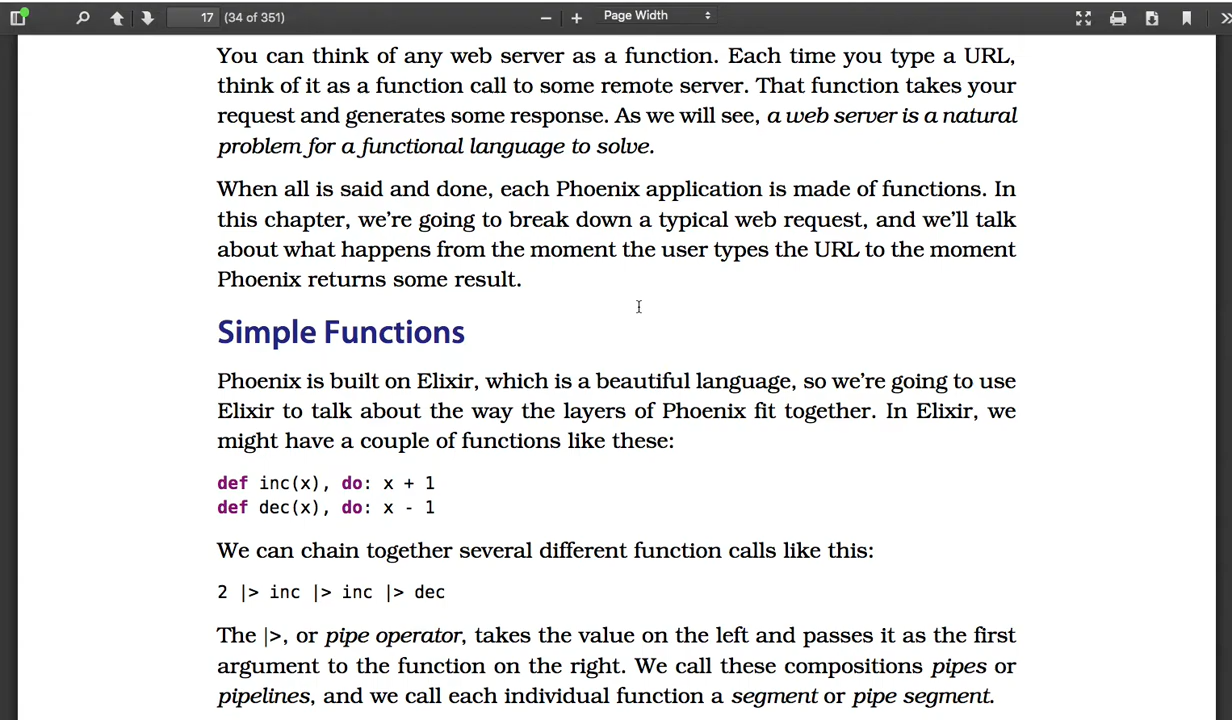 17 (34 of 351) Page Width
You can think of any web server as a function. Each time you type a URL,
think of it as a function call to some remote server. That function takes your
request and generates some response. As we will see, a web server is a natural
problem for a functional language to solve.
When all is said and done, each Phoenix application is made of functions. In
this chapter, we're going to break down a typical web request, and we'll talk
about what happens from the moment the user types the URL to the moment
Phoenix returns some result.
Simple Functions
Phoenix is built on Elixir, which is a beautiful language, so we're going to use
Elixir to talk about the way the layers of Phoenix fit together. In Elixir, we
might have a couple of functions like these:
def inc(x), do: x + 1
def dec(x), do: x - 1
We can chain together several different function calls like this:
2 |> inc |> inc |> dec
The |>, or pipe operator, takes the value on the left and passes it as the first
argument to the function on the right. We call these compositions pipes or
pipelines, and we call each individual function a segment or pipe segment.